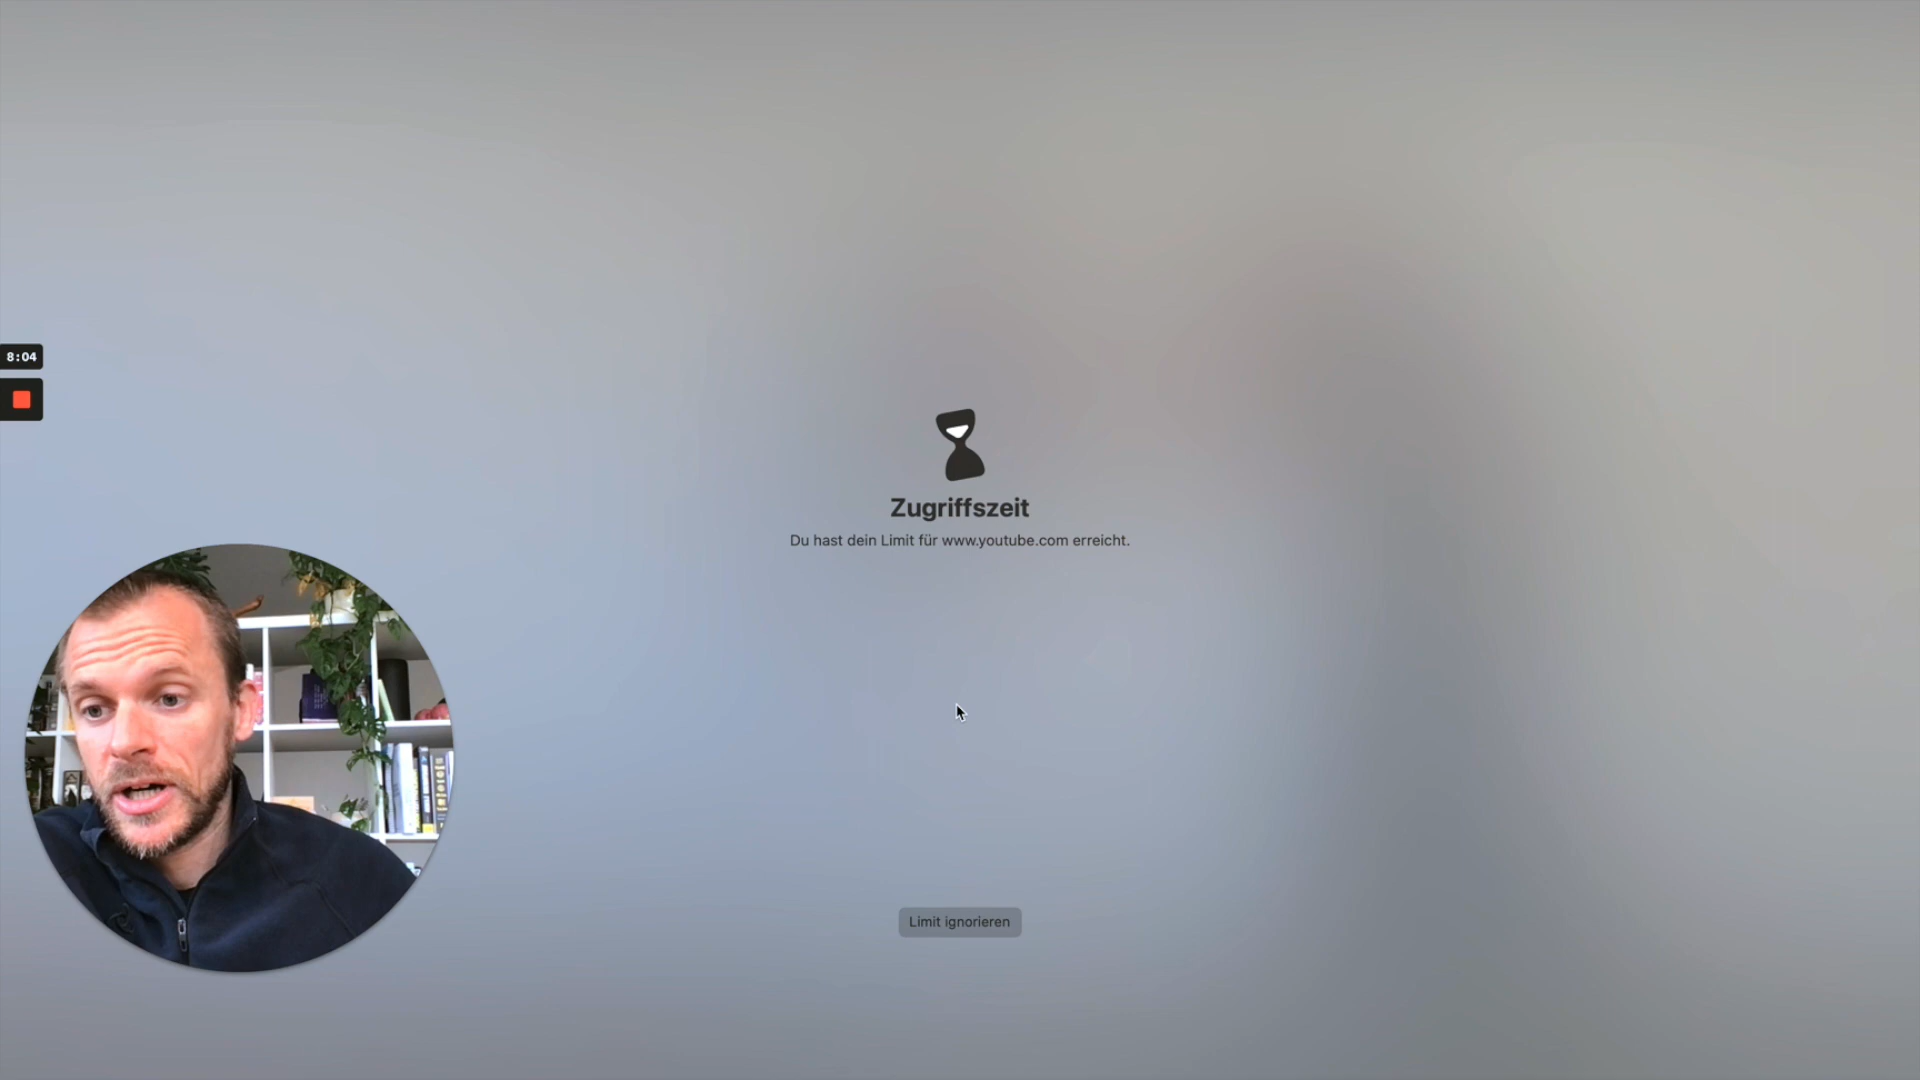 8:04
Zugriffszeit
Du hast dein Limit für www.youtube.com erreicht.
Limit ignorieren